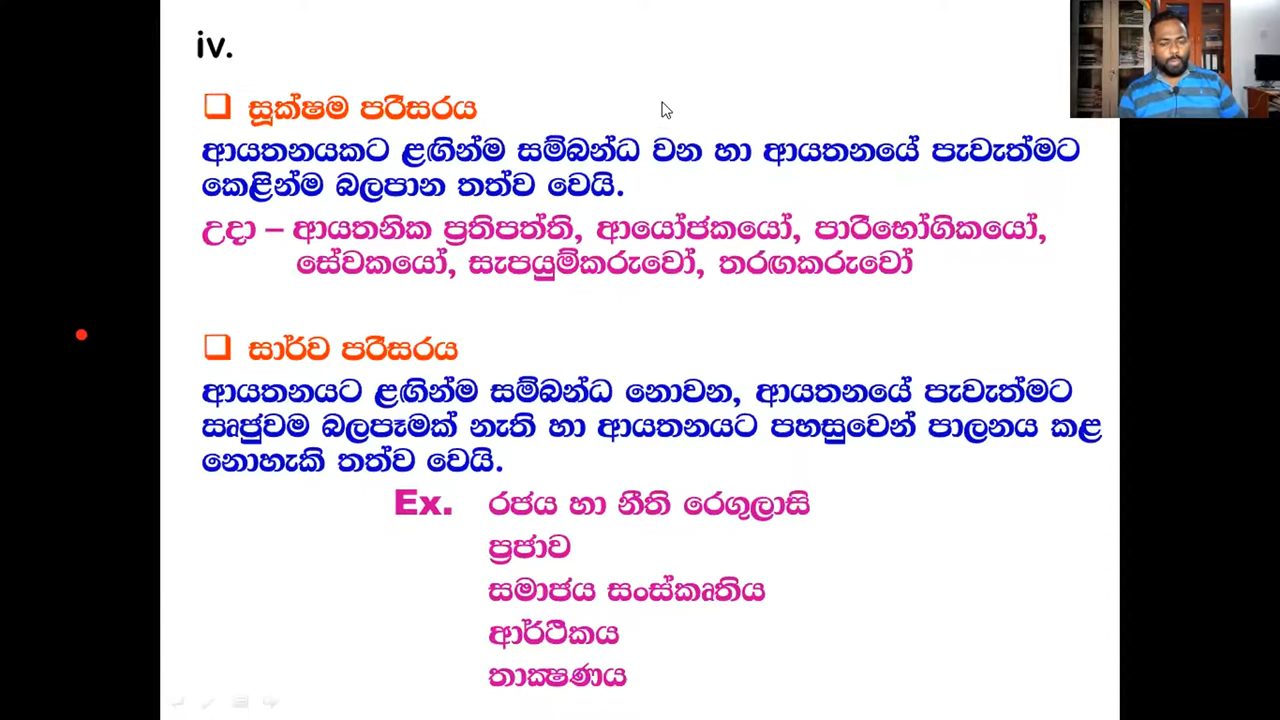 iv.
සූක්ෂම පරිසරය
ආයතනයකට ළඟින්ම සම්බන්ධ වන හා ආයතනයේ පැවැත්මට
කෙළින්ම බලපාන තත්ව වෙයි.
උදා – ආයතනික ප්‍රතිපත්ති, ආයෝජකයෝ, පාරිභෝගිකයෝ,
සේවකයෝ, සැපයුම්කරුවෝ, තරඟකරුවෝ
සාර්ව පරිසරය
ආයතනයට ළඟින්ම සම්බන්ධ නොවන, ආයතනයේ පැවැත්මට
ඍජුවම බලපෑමක් නැති හා ආයතනයට පහසුවෙන් පාලනය කළ
නොහැකි තත්ව වෙයි.
Ex. රජය හා නීති රෙගුලාසි
ප්‍රජාව
සමාජය සංස්කෘතිය
ආර්ථිකය
තාක්‍ෂණය